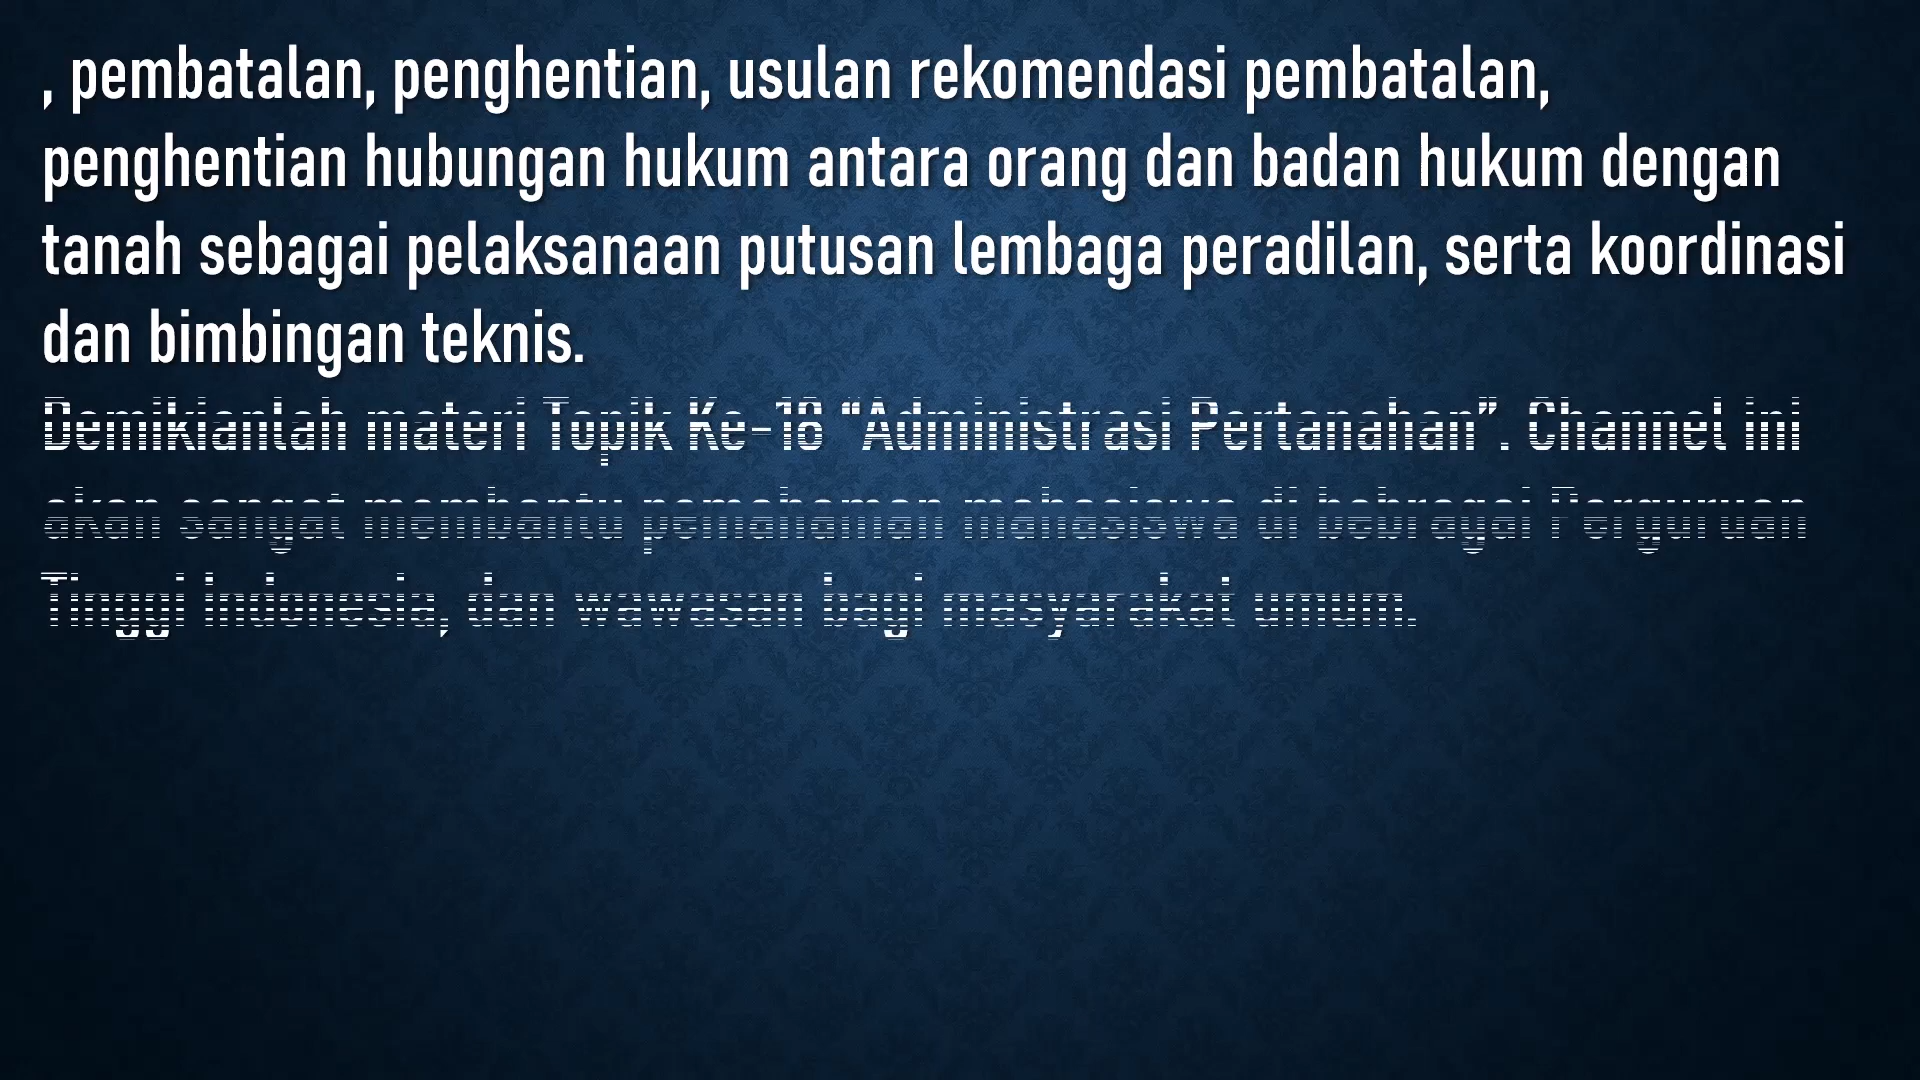 , pembatalan, penghentian, usulan rekomendasi pembatalan,
penghentian hubungan hukum antara orang dan badan hukum dengan
tanah sebagai pelaksanaan putusan lembaga peradilan, serta koordinasi
dan bimbingan teknis.
Demikianlah materi Topik Ke-18 “Administrasi Pertanahan”. Channel ini
akan sangat membantu pemahaman mahasiswa di bebragai Perguruan
Tinggi Indonesia, dan wawasan bagi masyarakat umum.